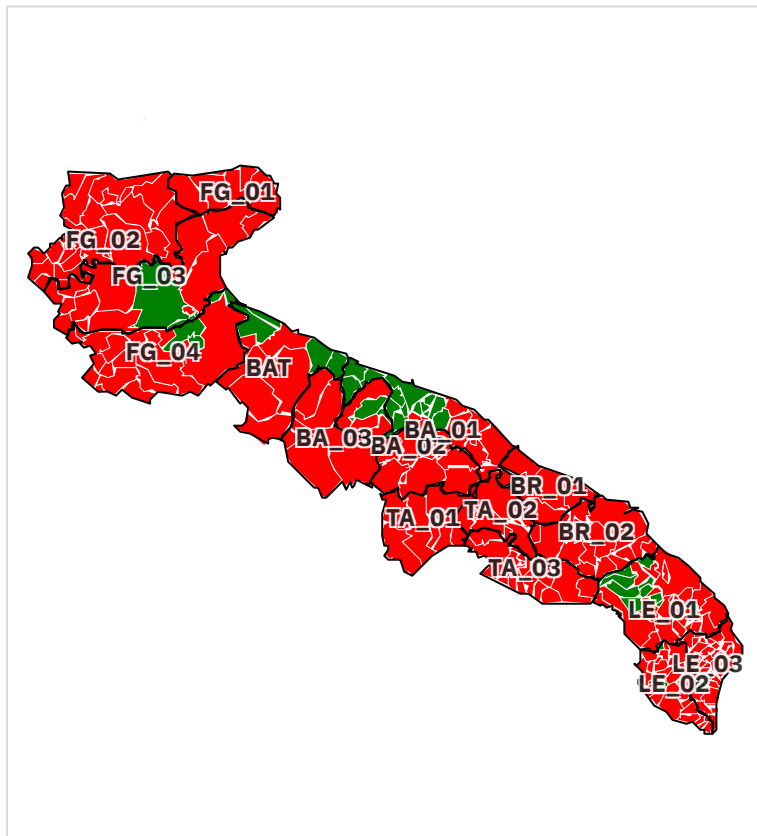 FG_01
FG_02
FG_03
FG_04
BAT
BA_01
BA_03
BA_02
BR_01
TA_02
TA_01
BR_02
TA_03
LE_01
LE_03
LE_02